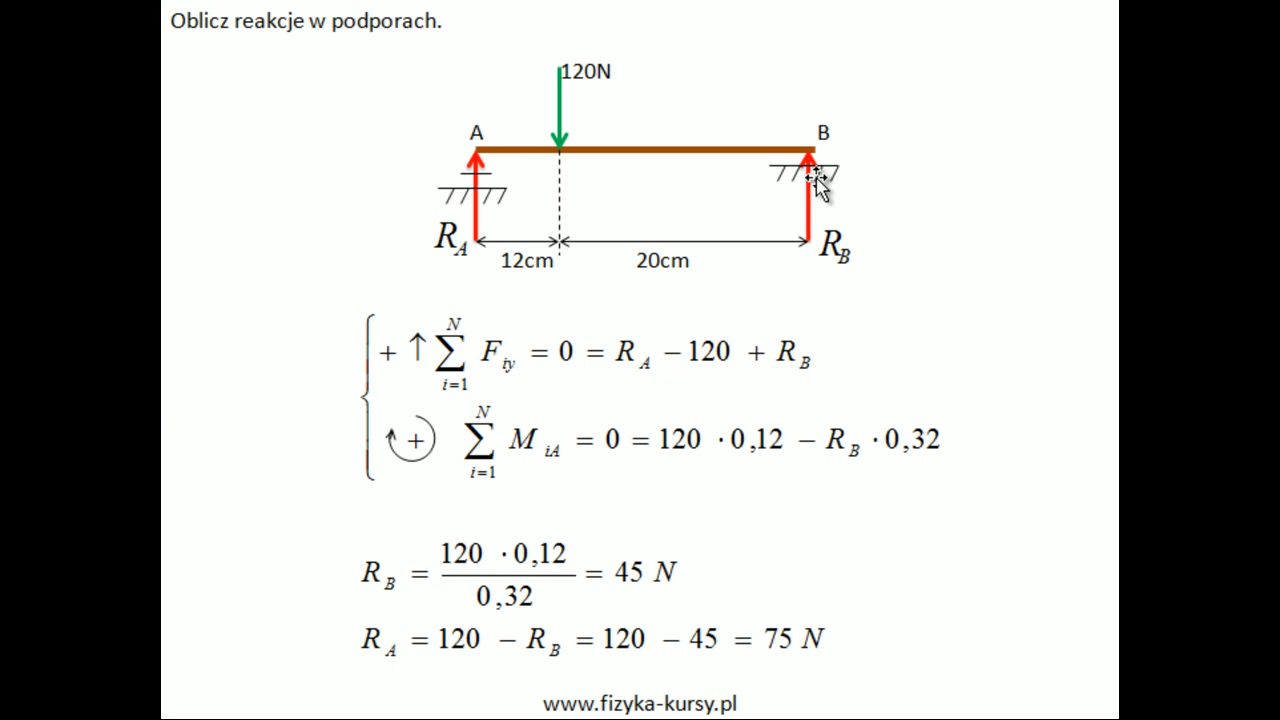 Oblicz reakcje w podporach.
120N
A B
R_A R_B
12cm 20cm
+ ↑ ∑_{i=1}^{N} F_{iy} = 0 = R_A − 120 + R_B
+ ∑_{i=1}^{N} M_{iA} = 0 = 120 · 0,12 − R_B · 0,32
R_B = \frac{120 · 0,12}{0,32} = 45 N
R_A = 120 − R_B = 120 − 45 = 75 N
www.fizyka-kursy.pl